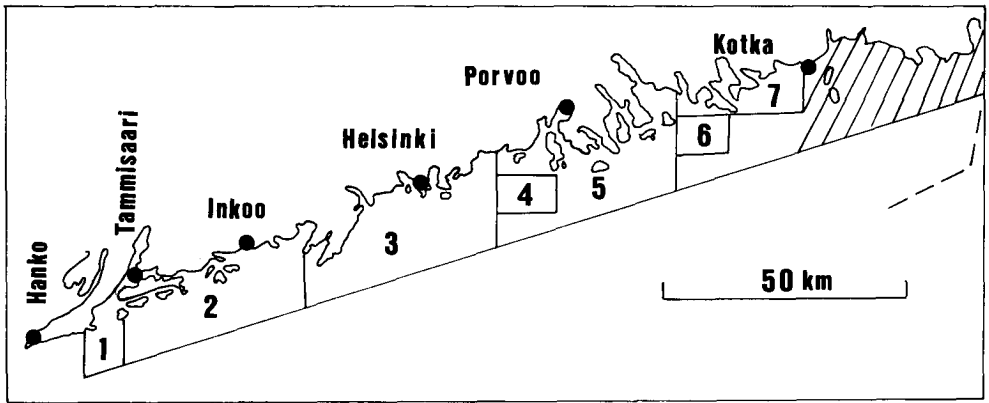 Hanko
Tammisaari
Inkoo
Helsinki
Porvoo
Kotka
1
2
3
4
5
6
7
50 km